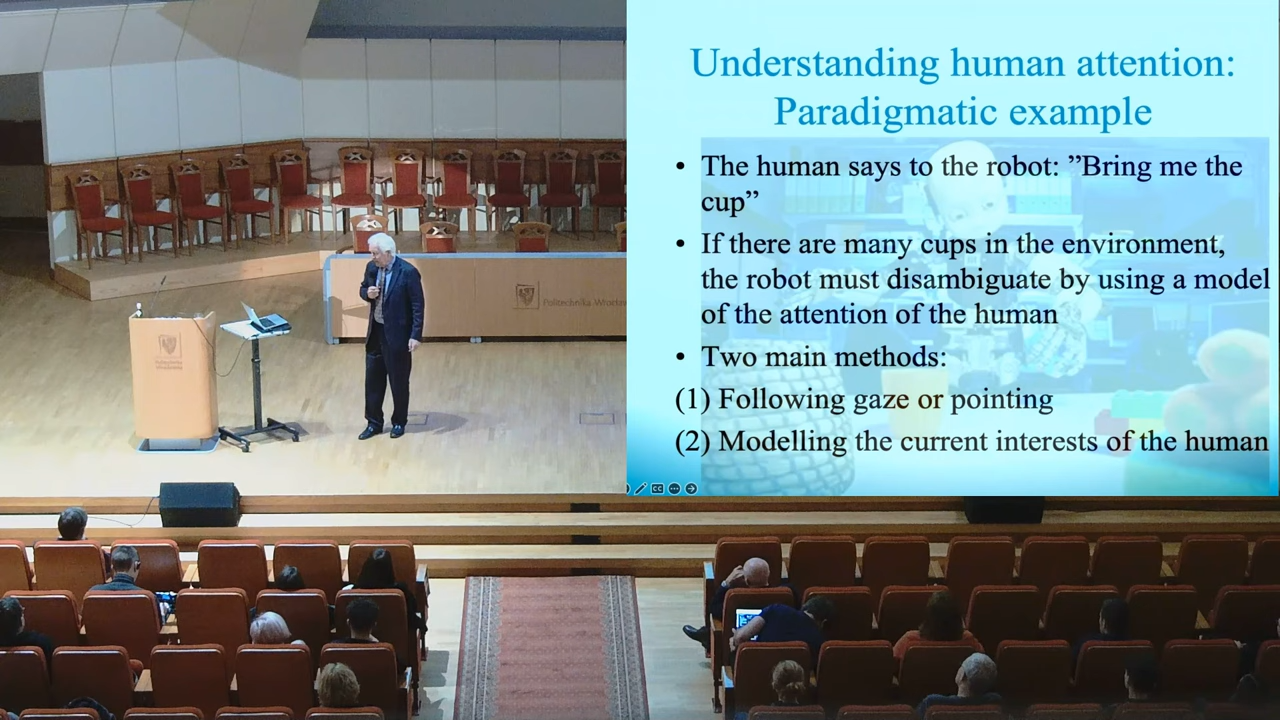 Understanding human attention:
Paradigmatic example
• The human says to the robot: ”Bring me the
cup”
• If there are many cups in the environment,
the robot must disambiguate by using a model
of the attention of the human
• Two main methods:
(1) Following gaze or pointing
(2) Modelling the current interests of the human
CC
Politechnika